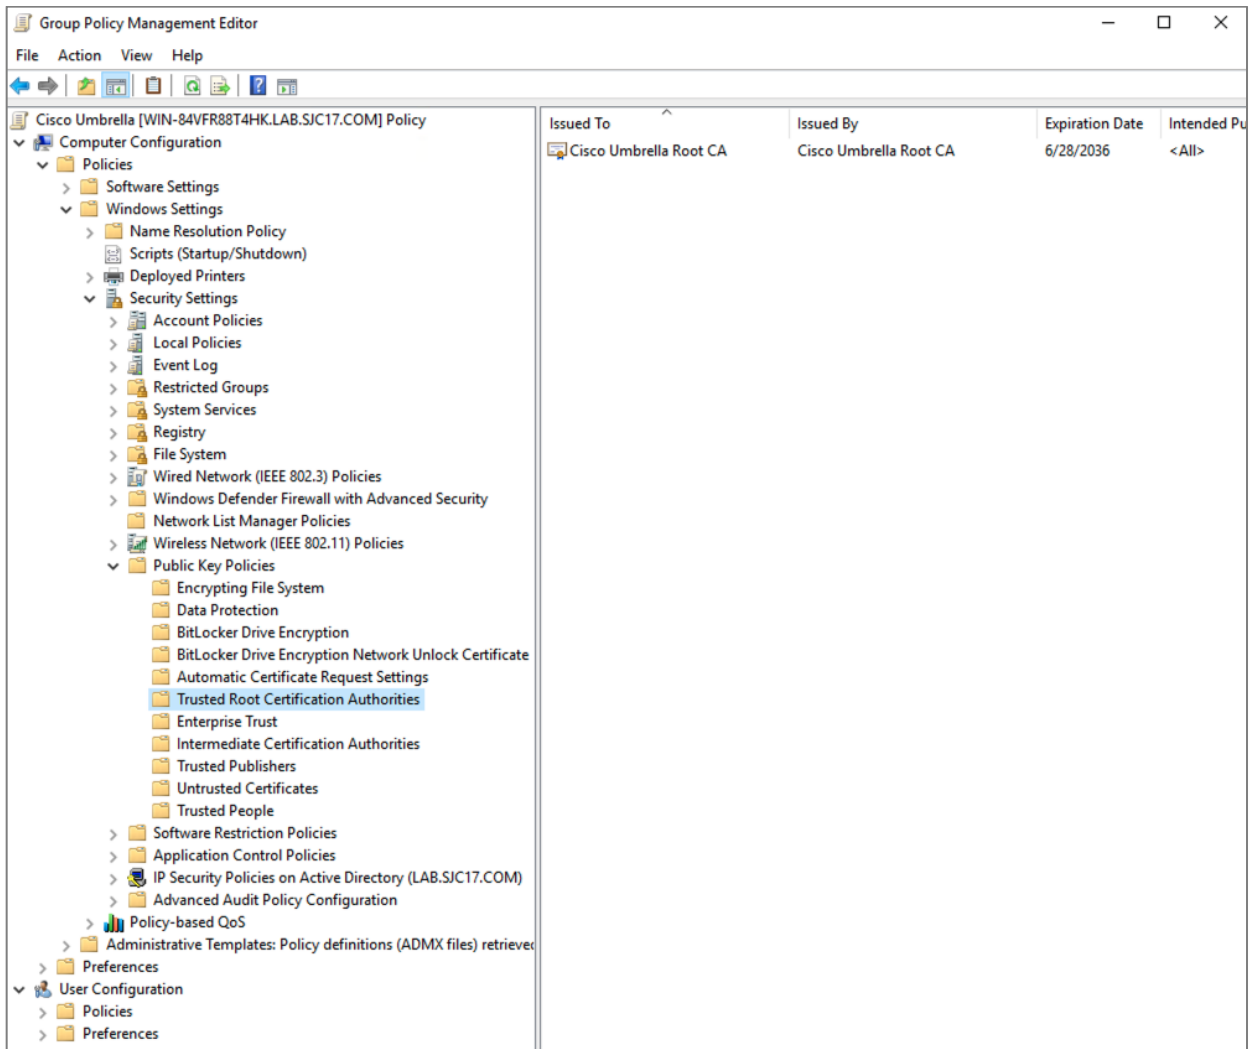 Group Policy Management Editor
File Action View Help
Cisco Umbrella [WIN-84VFR88T4HK.LAB.SJC17.COM] Policy
Computer Configuration
Policies
Software Settings
Windows Settings
Name Resolution Policy
Scripts (Startup/Shutdown)
Deployed Printers
Security Settings
Account Policies
Local Policies
Event Log
Restricted Groups
System Services
Registry
File System
Wired Network (IEEE 802.3) Policies
Windows Defender Firewall with Advanced Security
Network List Manager Policies
Wireless Network (IEEE 802.11) Policies
Public Key Policies
Encrypting File System
Data Protection
BitLocker Drive Encryption
BitLocker Drive Encryption Network Unlock Certificate
Automatic Certificate Request Settings
Trusted Root Certification Authorities
Enterprise Trust
Intermediate Certification Authorities
Trusted Publishers
Untrusted Certificates
Trusted People
Software Restriction Policies
Application Control Policies
IP Security Policies on Active Directory (LAB.SJC17.COM)
Advanced Audit Policy Configuration
Policy-based QoS
Administrative Templates: Policy definitions (ADMX files) retrieved
Preferences
User Configuration
Policies
Preferences
Issued To Issued By Expiration Date Intended Pu
Cisco Umbrella Root CA Cisco Umbrella Root CA 6/28/2036 <All>